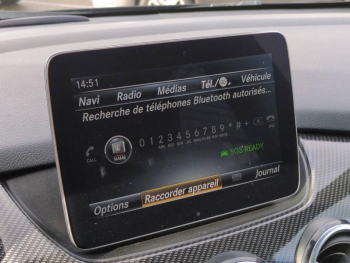 14:51
Navi Radio Médias Tél./ Véhicule
Recherche de téléphones Bluetooth autorisés...
CALL 0 1 2 3 4 5 6 7 8 9 * # +
SOS READY
Raccorder appareil
Options Journal